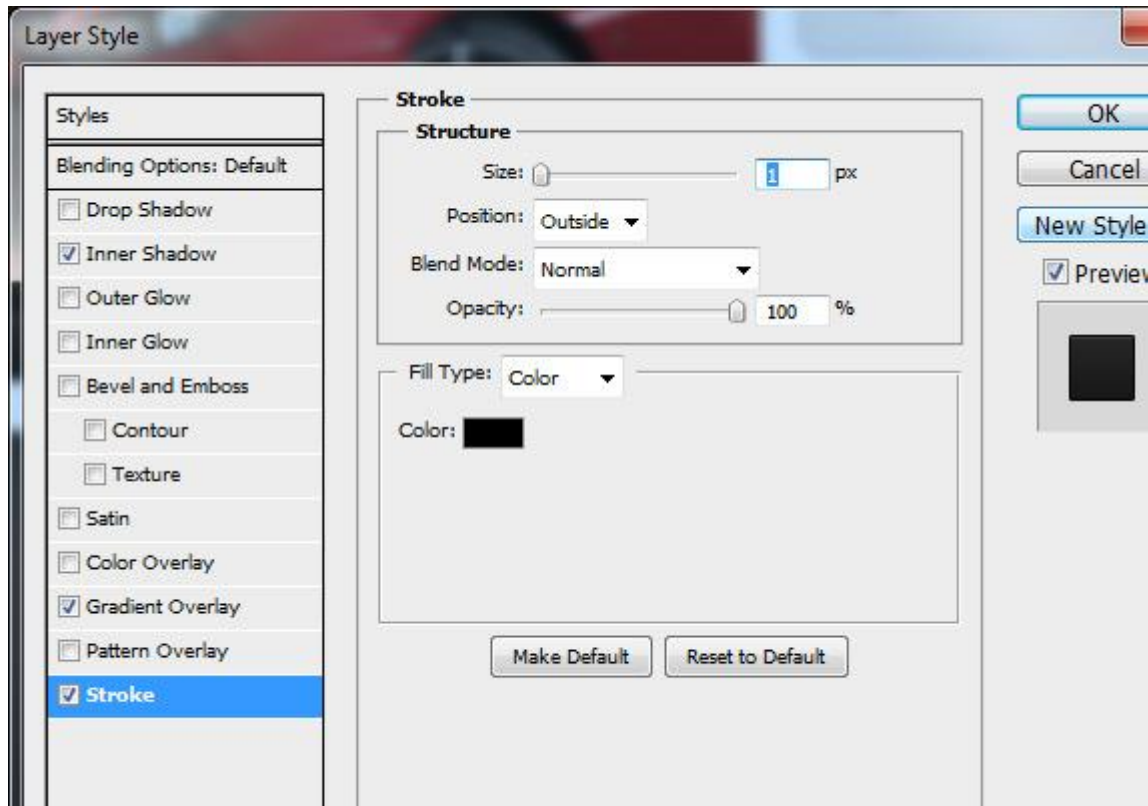 Layer Style
Styles
Blending Options: Default
Drop Shadow
Inner Shadow
Outer Glow
Inner Glow
Bevel and Emboss
Contour
Texture
Satin
Color Overlay
Gradient Overlay
Pattern Overlay
Stroke
Stroke
Structure
Size: 1 px
Position: Outside
Blend Mode: Normal
Opacity: 100 %
Fill Type: Color
Color:
Make Default
Reset to Default
OK
Cancel
New Style
Preview